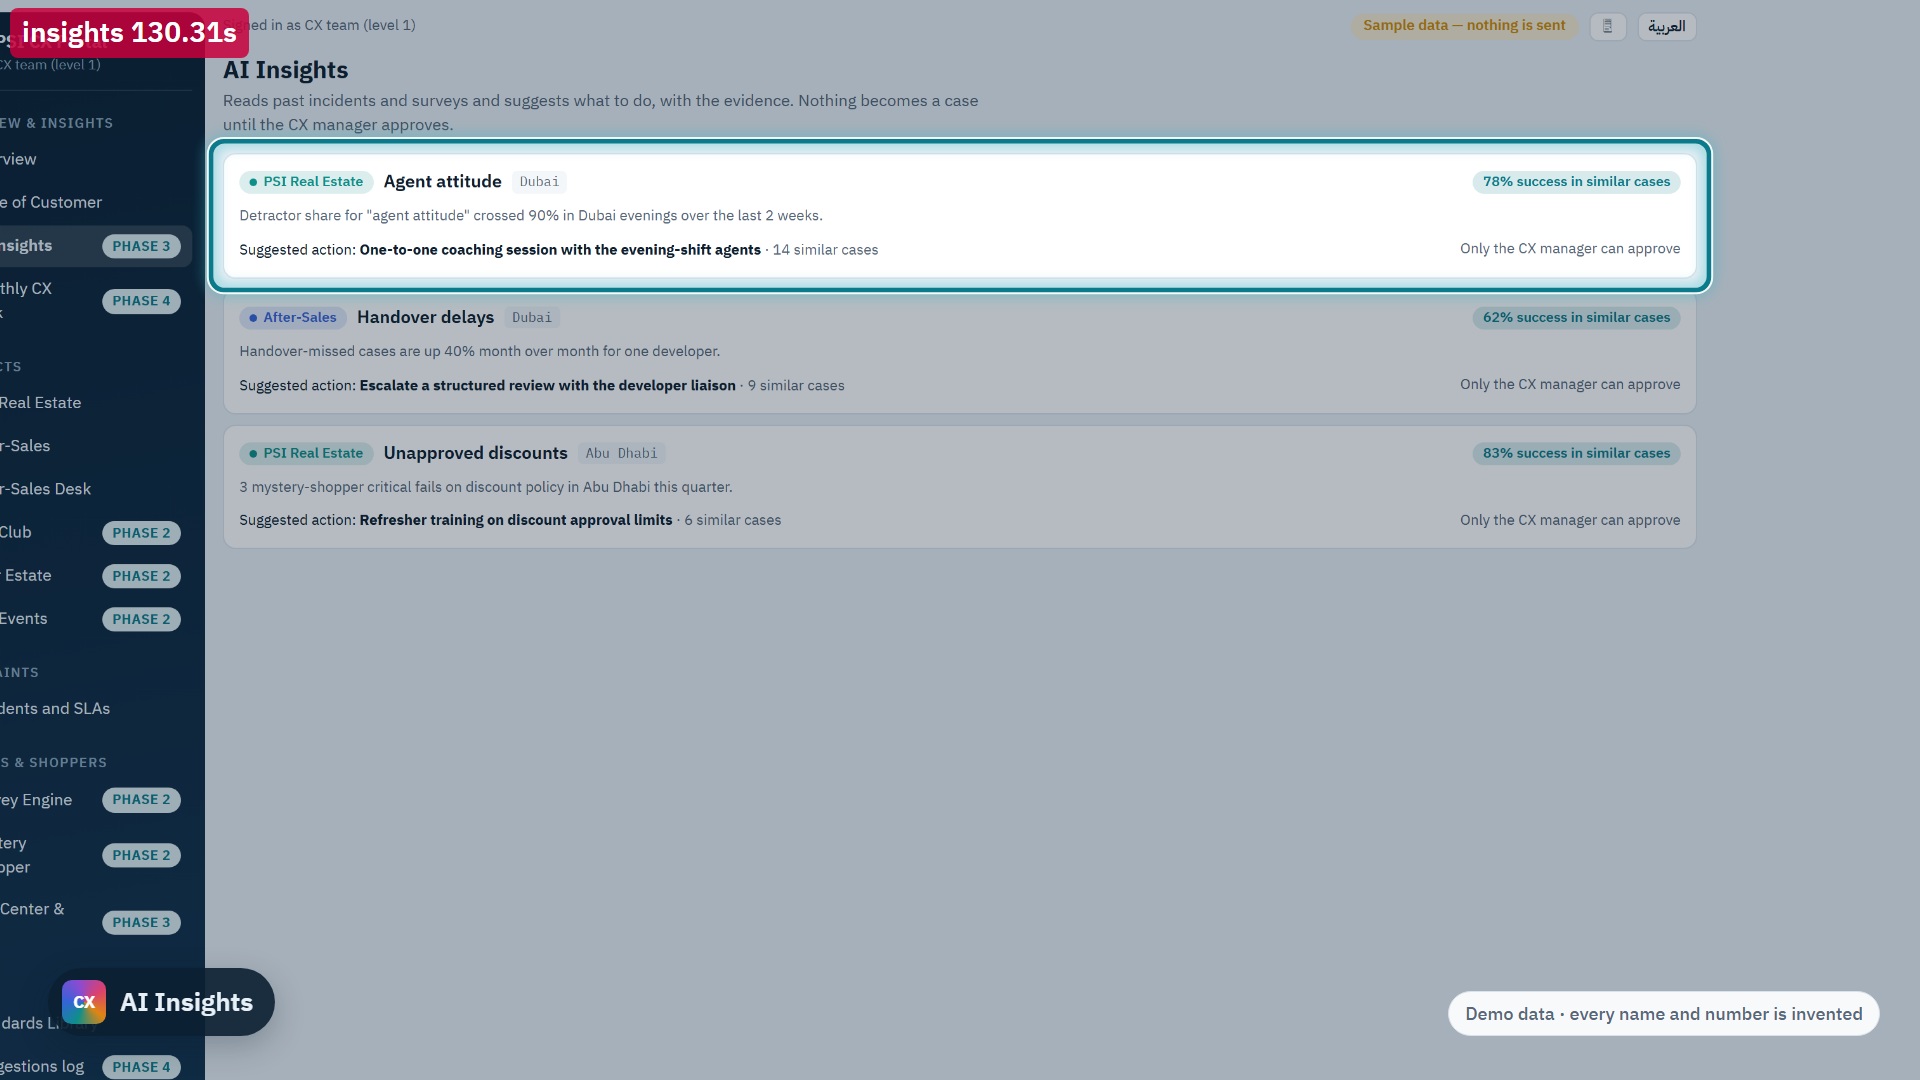 insights 130.31s
CX team (level 1)
EW & INSIGHTS
rview
e of Customer
nsights PHASE 3
thly CX
k
PHASE 4
CTS
Real Estate
r-Sales
r-Sales Desk
Club PHASE 2
r Estate PHASE 2
Events PHASE 2
AINTS
dents and SLAs
S & SHOPPERS
vey Engine PHASE 2
tery
pper
PHASE 2
Center &
PHASE 3
dards Library
gestions log PHASE 4
gned in as CX team (level 1)
Sample data — nothing is sent
العربية
AI Insights
Reads past incidents and surveys and suggests what to do, with the evidence. Nothing becomes a case
until the CX manager approves.
PSI Real Estate Agent attitude Dubai 78% success in similar cases
Detractor share for "agent attitude" crossed 90% in Dubai evenings over the last 2 weeks.
Suggested action: One-to-one coaching session with the evening-shift agents · 14 similar cases Only the CX manager can approve
After-Sales Handover delays Dubai 62% success in similar cases
Handover-missed cases are up 40% month over month for one developer.
Suggested action: Escalate a structured review with the developer liaison · 9 similar cases Only the CX manager can approve
PSI Real Estate Unapproved discounts Abu Dhabi 83% success in similar cases
3 mystery-shopper critical fails on discount policy in Abu Dhabi this quarter.
Suggested action: Refresher training on discount approval limits · 6 similar cases Only the CX manager can approve
CX AI Insights
Demo data · every name and number is invented